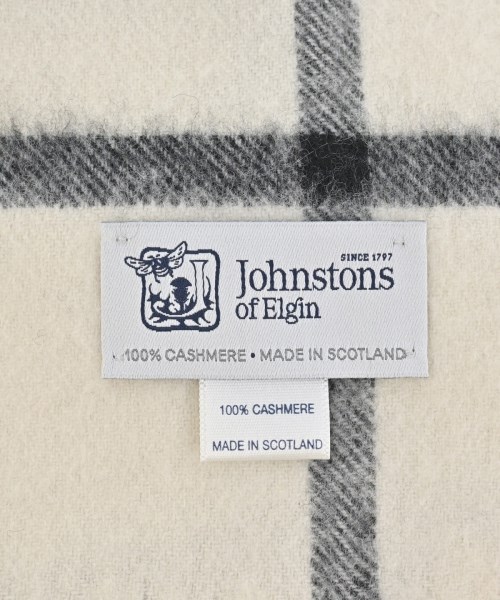 SINCE 1797
Johnstons
of Elgin
100% CASHMERE • MADE IN SCOTLAND
100% CASHMERE
MADE IN SCOTLAND